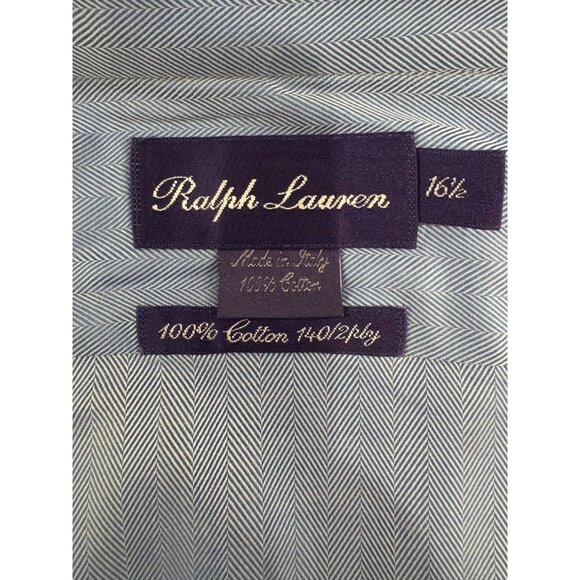 Ralph Lauren
16½
Made in Italy
100% Cotton
100% Cotton 140/2ply